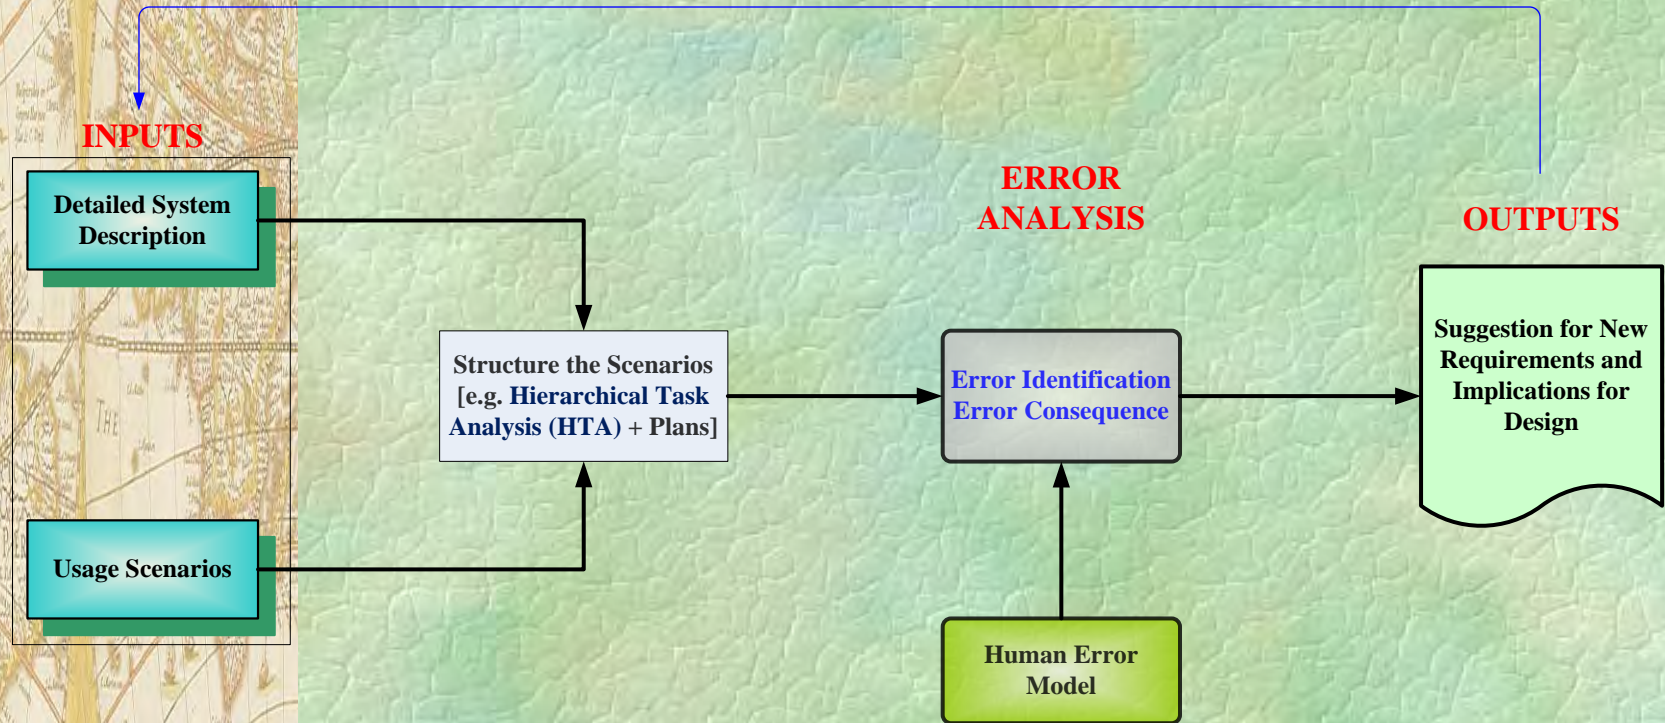 INPUTS
Detailed System
Description
Usage Scenarios
Structure the Scenarios
[e.g. Hierarchical Task
Analysis (HTA) + Plans]
ERROR
ANALYSIS
Error Identification
Error Consequence
Human Error
Model
OUTPUTS
Suggestion for New
Requirements and
Implications for
Design